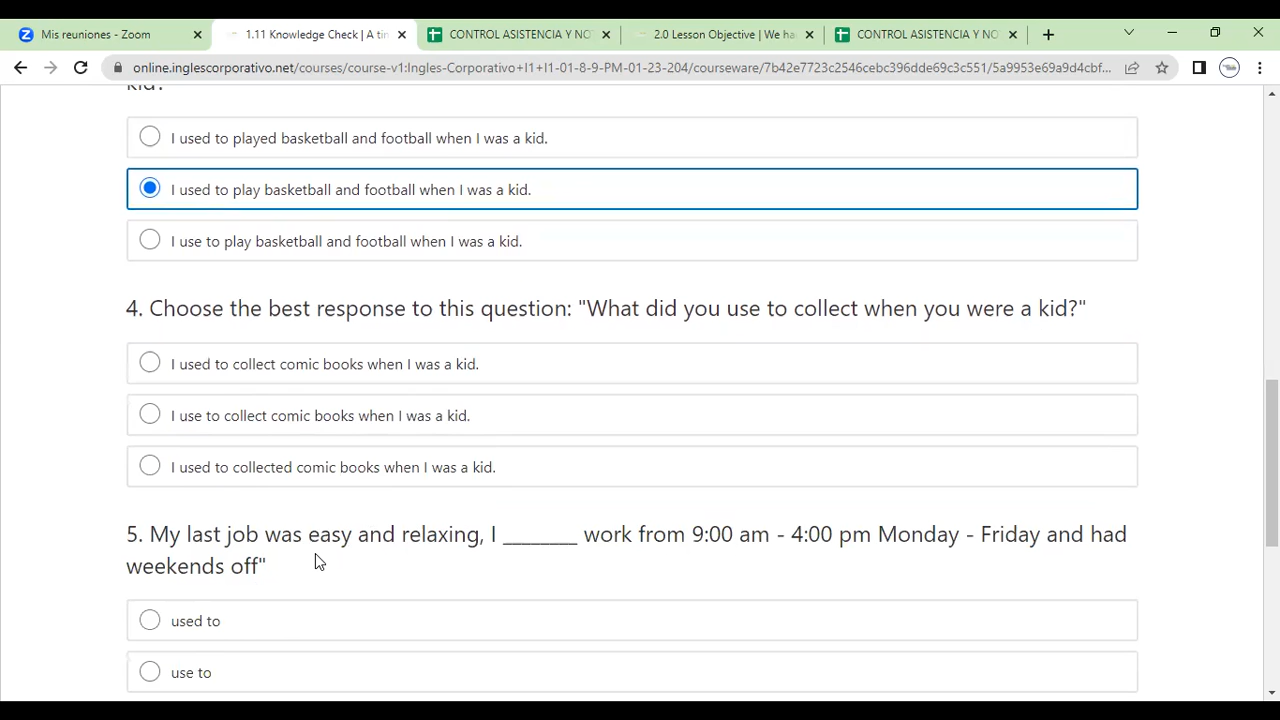 Mis reuniones - Zoom
1.11 Knowledge Check | A tin
CONTROL ASISTENCIA Y NOT
2.0 Lesson Objective | We ha
CONTROL ASISTENCIA Y NO
online.inglescorporativo.net/courses/course-v1:Ingles-Corporativo+I1+I1-01-8-9-PM-01-23-204/courseware/7b42e7723c2546cebc396dde69c3c551/5a9953e69a9d4cbf...
kid?
I used to played basketball and football when I was a kid.
I used to play basketball and football when I was a kid.
I use to play basketball and football when I was a kid.
4. Choose the best response to this question: "What did you use to collect when you were a kid?"
I used to collect comic books when I was a kid.
I use to collect comic books when I was a kid.
I used to collected comic books when I was a kid.
5. My last job was easy and relaxing, I _______ work from 9:00 am - 4:00 pm Monday - Friday and had
weekends off"
used to
use to